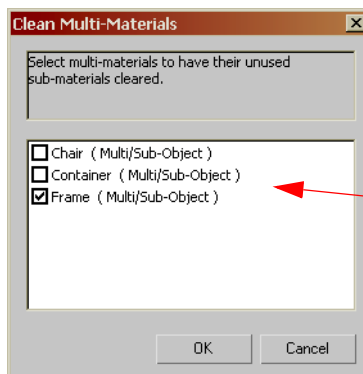 Clean Multi-Materials
Select multi-materials to have their unused
sub-materials cleared.
Chair ( Multi/Sub-Object )
Container ( Multi/Sub-Object )
Frame ( Multi/Sub-Object )
OK
Cancel